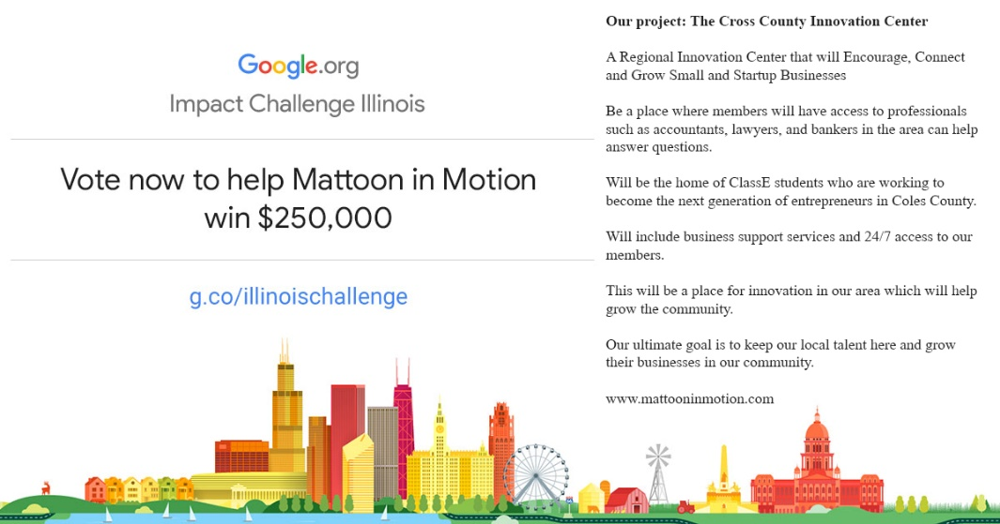 Google.org
Impact Challenge Illinois
Vote now to help Mattoon in Motion
win $250,000
g.co/illinoischallenge
Our project: The Cross County Innovation Center
A Regional Innovation Center that will Encourage, Connect
and Grow Small and Startup Businesses
Be a place where members will have access to professionals
such as accountants, lawyers, and bankers in the area can help
answer questions.
Will be the home of ClassE students who are working to
become the next generation of entrepreneurs in Coles County.
Will include business support services and 24/7 access to our
members.
This will be a place for innovation in our area which will help
grow the community.
Our ultimate goal is to keep our local talent here and grow
their businesses in our community.
www.mattooninmotion.com